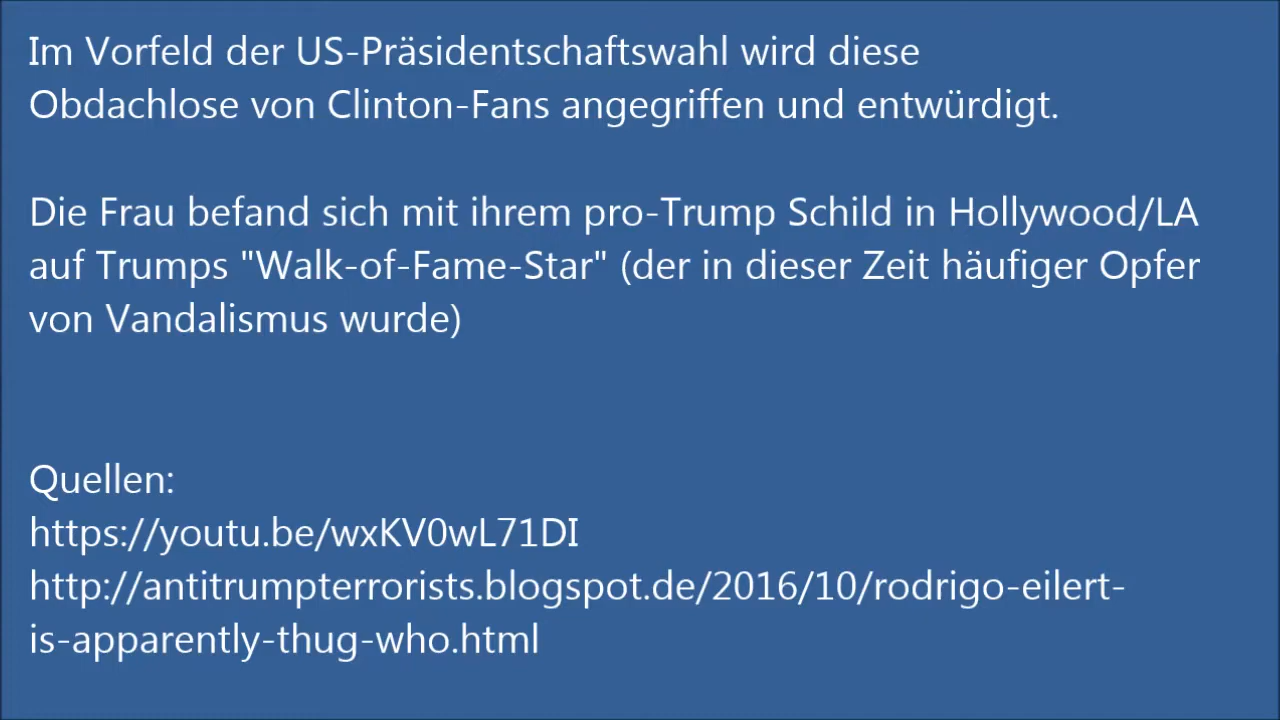 Im Vorfeld der US-Präsidentschaftswahl wird diese
Obdachlose von Clinton-Fans angegriffen und entwürdigt.
Die Frau befand sich mit ihrem pro-Trump Schild in Hollywood/LA
auf Trumps "Walk-of-Fame-Star" (der in dieser Zeit häufiger Opfer
von Vandalismus wurde)
Quellen:
https://youtu.be/wxKV0wL71DI
http://antitrumpterrorists.blogspot.de/2016/10/rodrigo-eilert-
is-apparently-thug-who.html